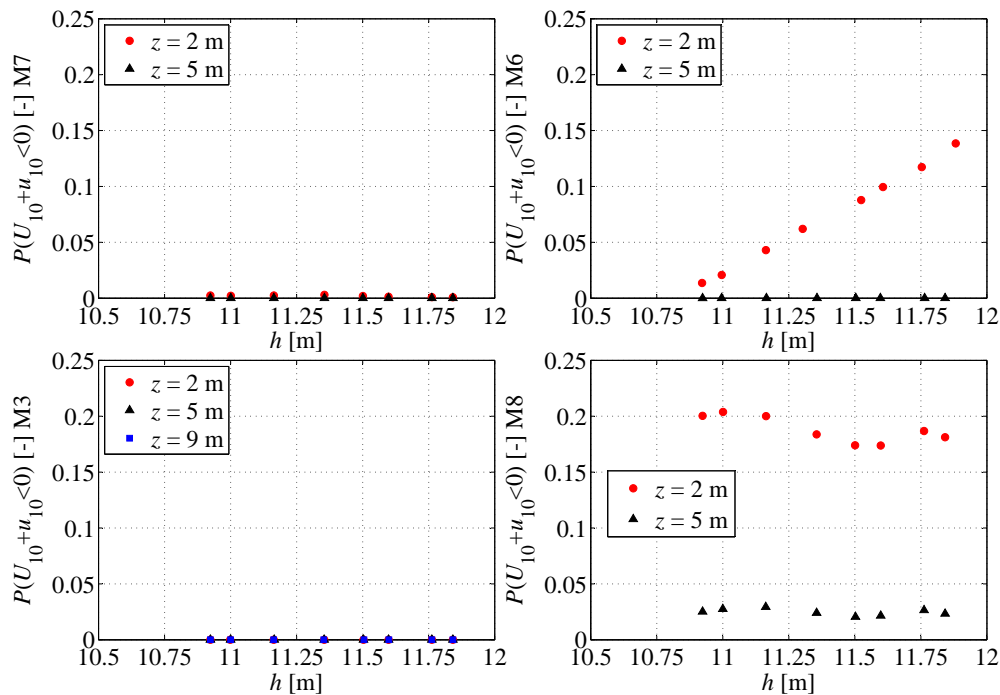 0.25
0.2
0.15
0.1
0.05
0
P(U10+u10<0) [-] M7
z = 2 m
z = 5 m
10.5 10.75 11 11.25 11.5 11.75 12
h [m]
0.25
0.2
0.15
0.1
0.05
0
P(U10+u10<0) [-] M6
z = 2 m
z = 5 m
10.5 10.75 11 11.25 11.5 11.75 12
h [m]
0.25
0.2
0.15
0.1
0.05
0
P(U10+u10<0) [-] M3
z = 2 m
z = 5 m
z = 9 m
10.5 10.75 11 11.25 11.5 11.75 12
h [m]
0.25
0.2
0.15
0.1
0.05
0
P(U10+u10<0) [-] M8
z = 2 m
z = 5 m
10.5 10.75 11 11.25 11.5 11.75 12
h [m]